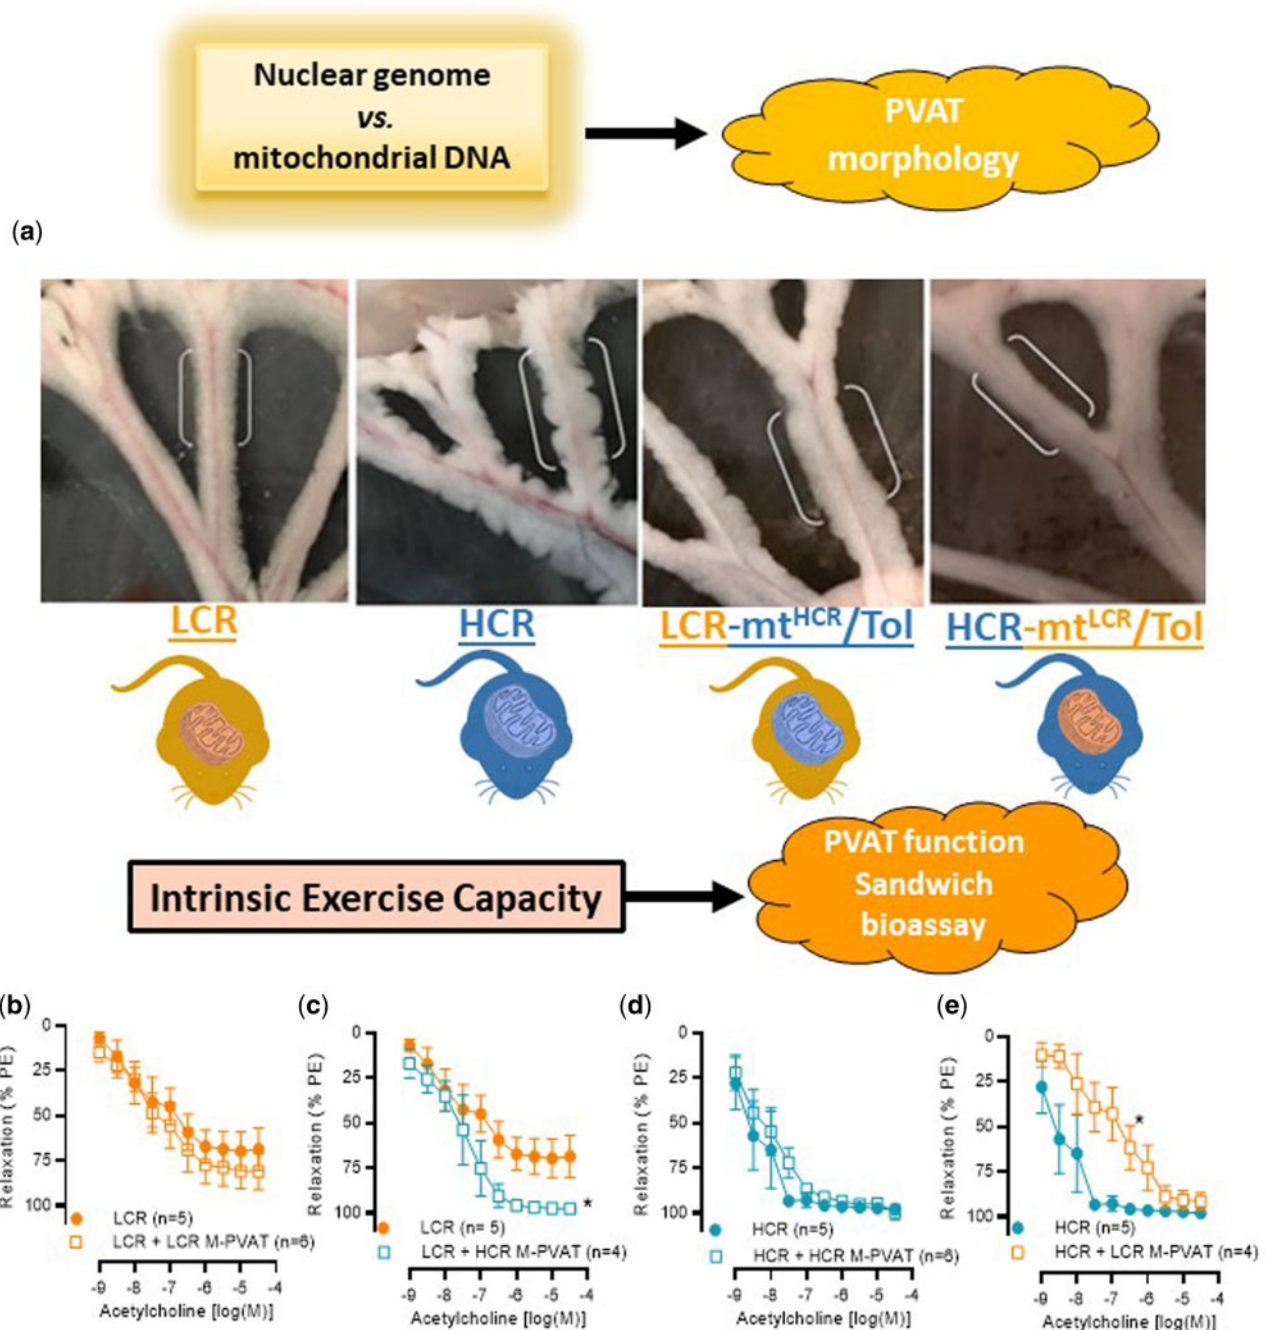 Nuclear genome
vs.
mitochondrial DNA
PVAT
morphology
(a)
LCR
HCR
LCR-mtHCR/Tol
HCR-mtLCR/Tol
Intrinsic Exercise Capacity
PVAT function
Sandwich
bioassay
(b)
Relaxation (% PE)
0
25
50
75
100
LCR (n=5)
LCR + LCR M-PVAT (n=6)
-9 -8 -7 -6 -5 -4
Acetylcholine [log(M)]
(c)
Relaxation (% PE)
0
25
50
75
100
*
LCR (n= 5)
LCR + HCR M-PVAT (n=4)
-9 -8 -7 -6 -5 -4
Acetylcholine [log(M)]
(d)
Relaxation (% PE)
0
25
50
75
100
HCR (n=5)
HCR + HCR M-PVAT (n=6)
-9 -8 -7 -6 -5 -4
Acetylcholine [log(M)]
(e)
Relaxation (% PE)
0
25
50
75
100
*
HCR (n=5)
HCR + LCR M-PVAT (n=4)
-9 -8 -7 -6 -5 -4
Acetylcholine [log(M)]